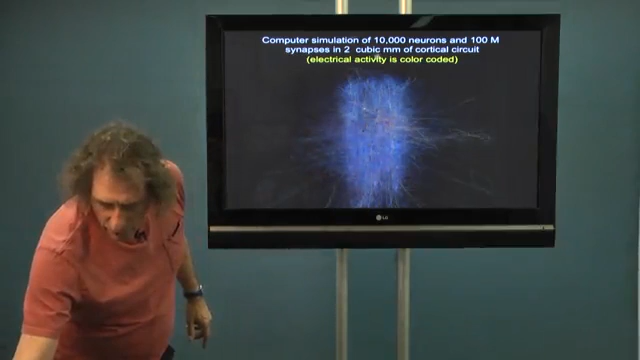 Computer simulation of 10,000 neurons and 100 M
synapses in 2 cubic mm of cortical circuit
(electrical activity is color coded)
LG